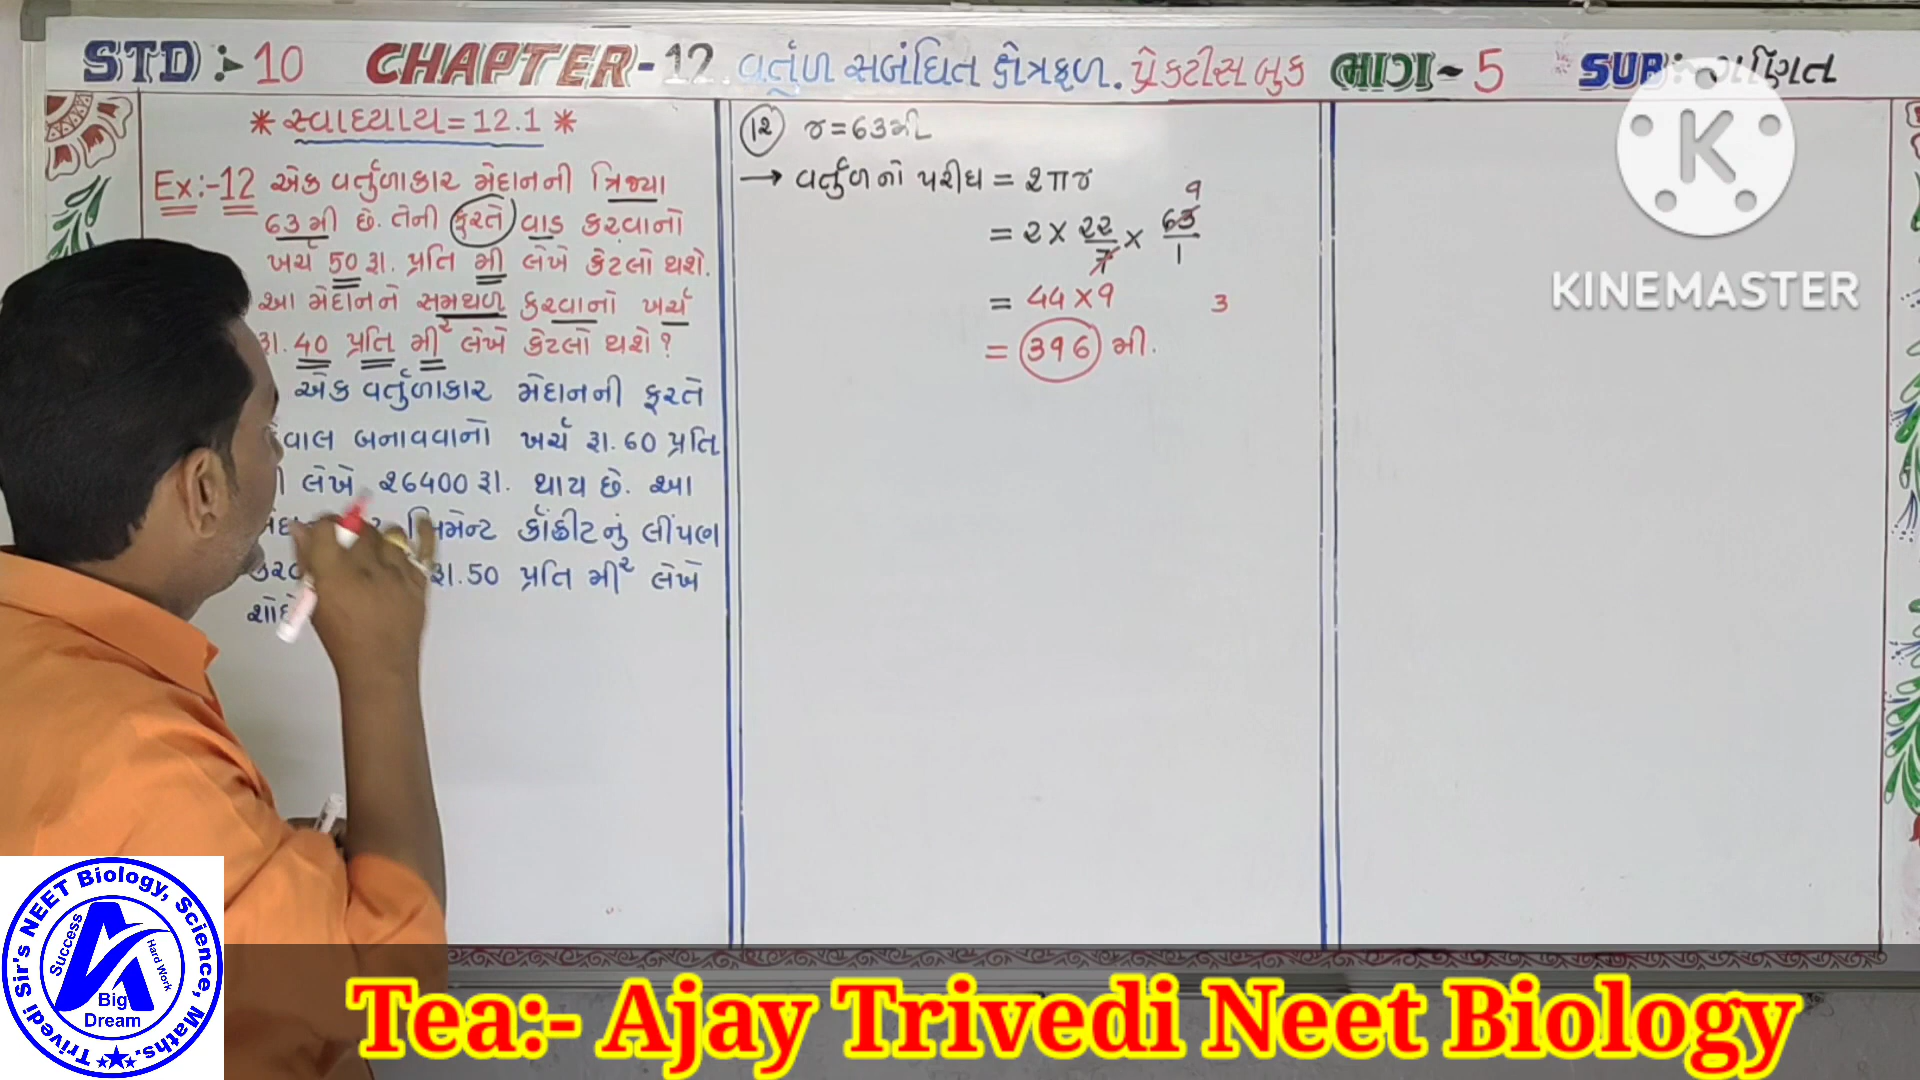 STD :- 10 CHAPTER-12. વર્તુળ સબંધિત ક્ષેત્રફળ. પ્રેક્ટીસ બુક ભાગ - 5 SUB:- ગણિત
* સ્વાધ્યાય = 12.1 *
Ex:-12 એક વર્તુળાકાર મેદાનની ત્રિજ્યા
63 મી છે. તેની ફરતે વાડ કરવાનો
ખર્ચ 50 રૂા. પ્રતિ મી લેખે કેટલો થશે.
આ મેદાનને સમથળ કરવાનો ખર્ચ
રૂા. 40 પ્રતિ મી² લેખે કેટલો થશે ?
એક વર્તુળાકાર મેદાનની ફરતે
બનાવવાનો ખર્ચ રૂા. 60 પ્રતિ
લેખે ૨6400 રૂા. થાય છે. આ
કોંક્રીટનું લીંપણ
રૂા. 50 પ્રતિ મી² લેખે
(12) r = 63 મી
→ વર્તુળનો પરીઘ = 2πr
9
= 2 × 22/7 × 63/1
= 44 × 9
3
= 396 મી.
K
KINEMASTER
Trivedi Sir's NEET Biology, Science, Maths.
Success
Hard Work
Big
Dream
Tea:- Ajay Trivedi Neet Biology